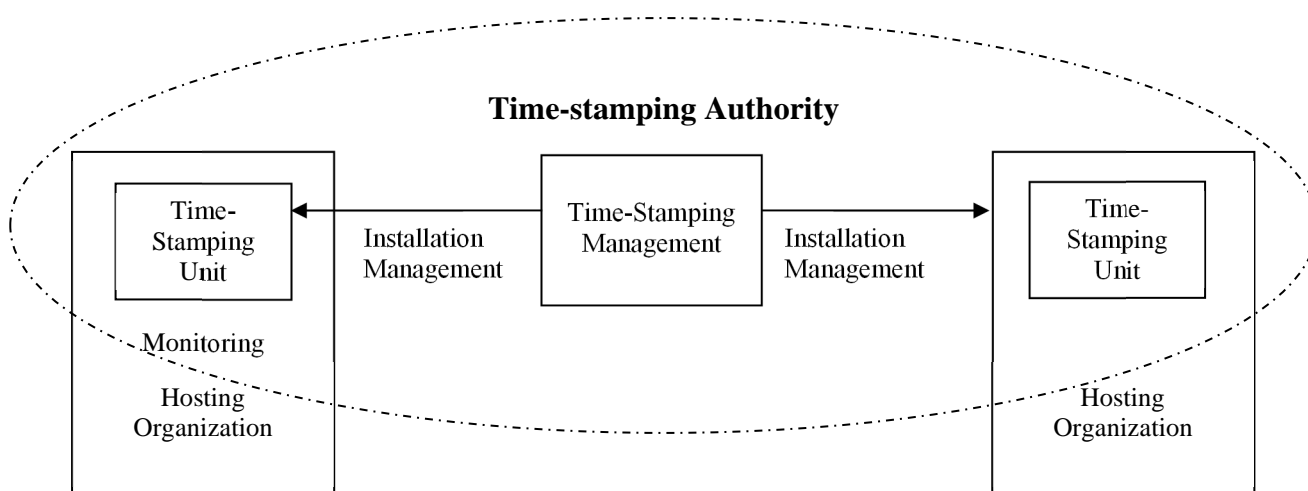 Time-stamping Authority
Time-
Stamping
Unit
Installation
Management
Time-Stamping
Management
Installation
Management
Time-
Stamping
Unit
Monitoring
Hosting
Organization
Hosting
Organization